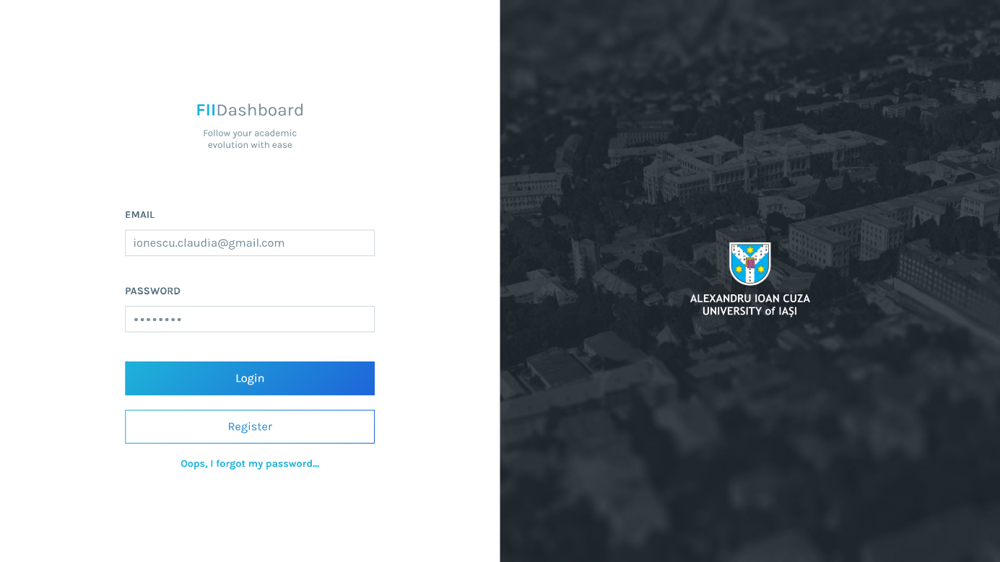 FIIDashboard
Follow your academic
evolution with ease
EMAIL
ionescu.claudia@gmail.com
PASSWORD
••••••••
Login
Register
Oops, I forgot my password...
ALEXANDRU IOAN CUZA
UNIVERSITY of IAȘI